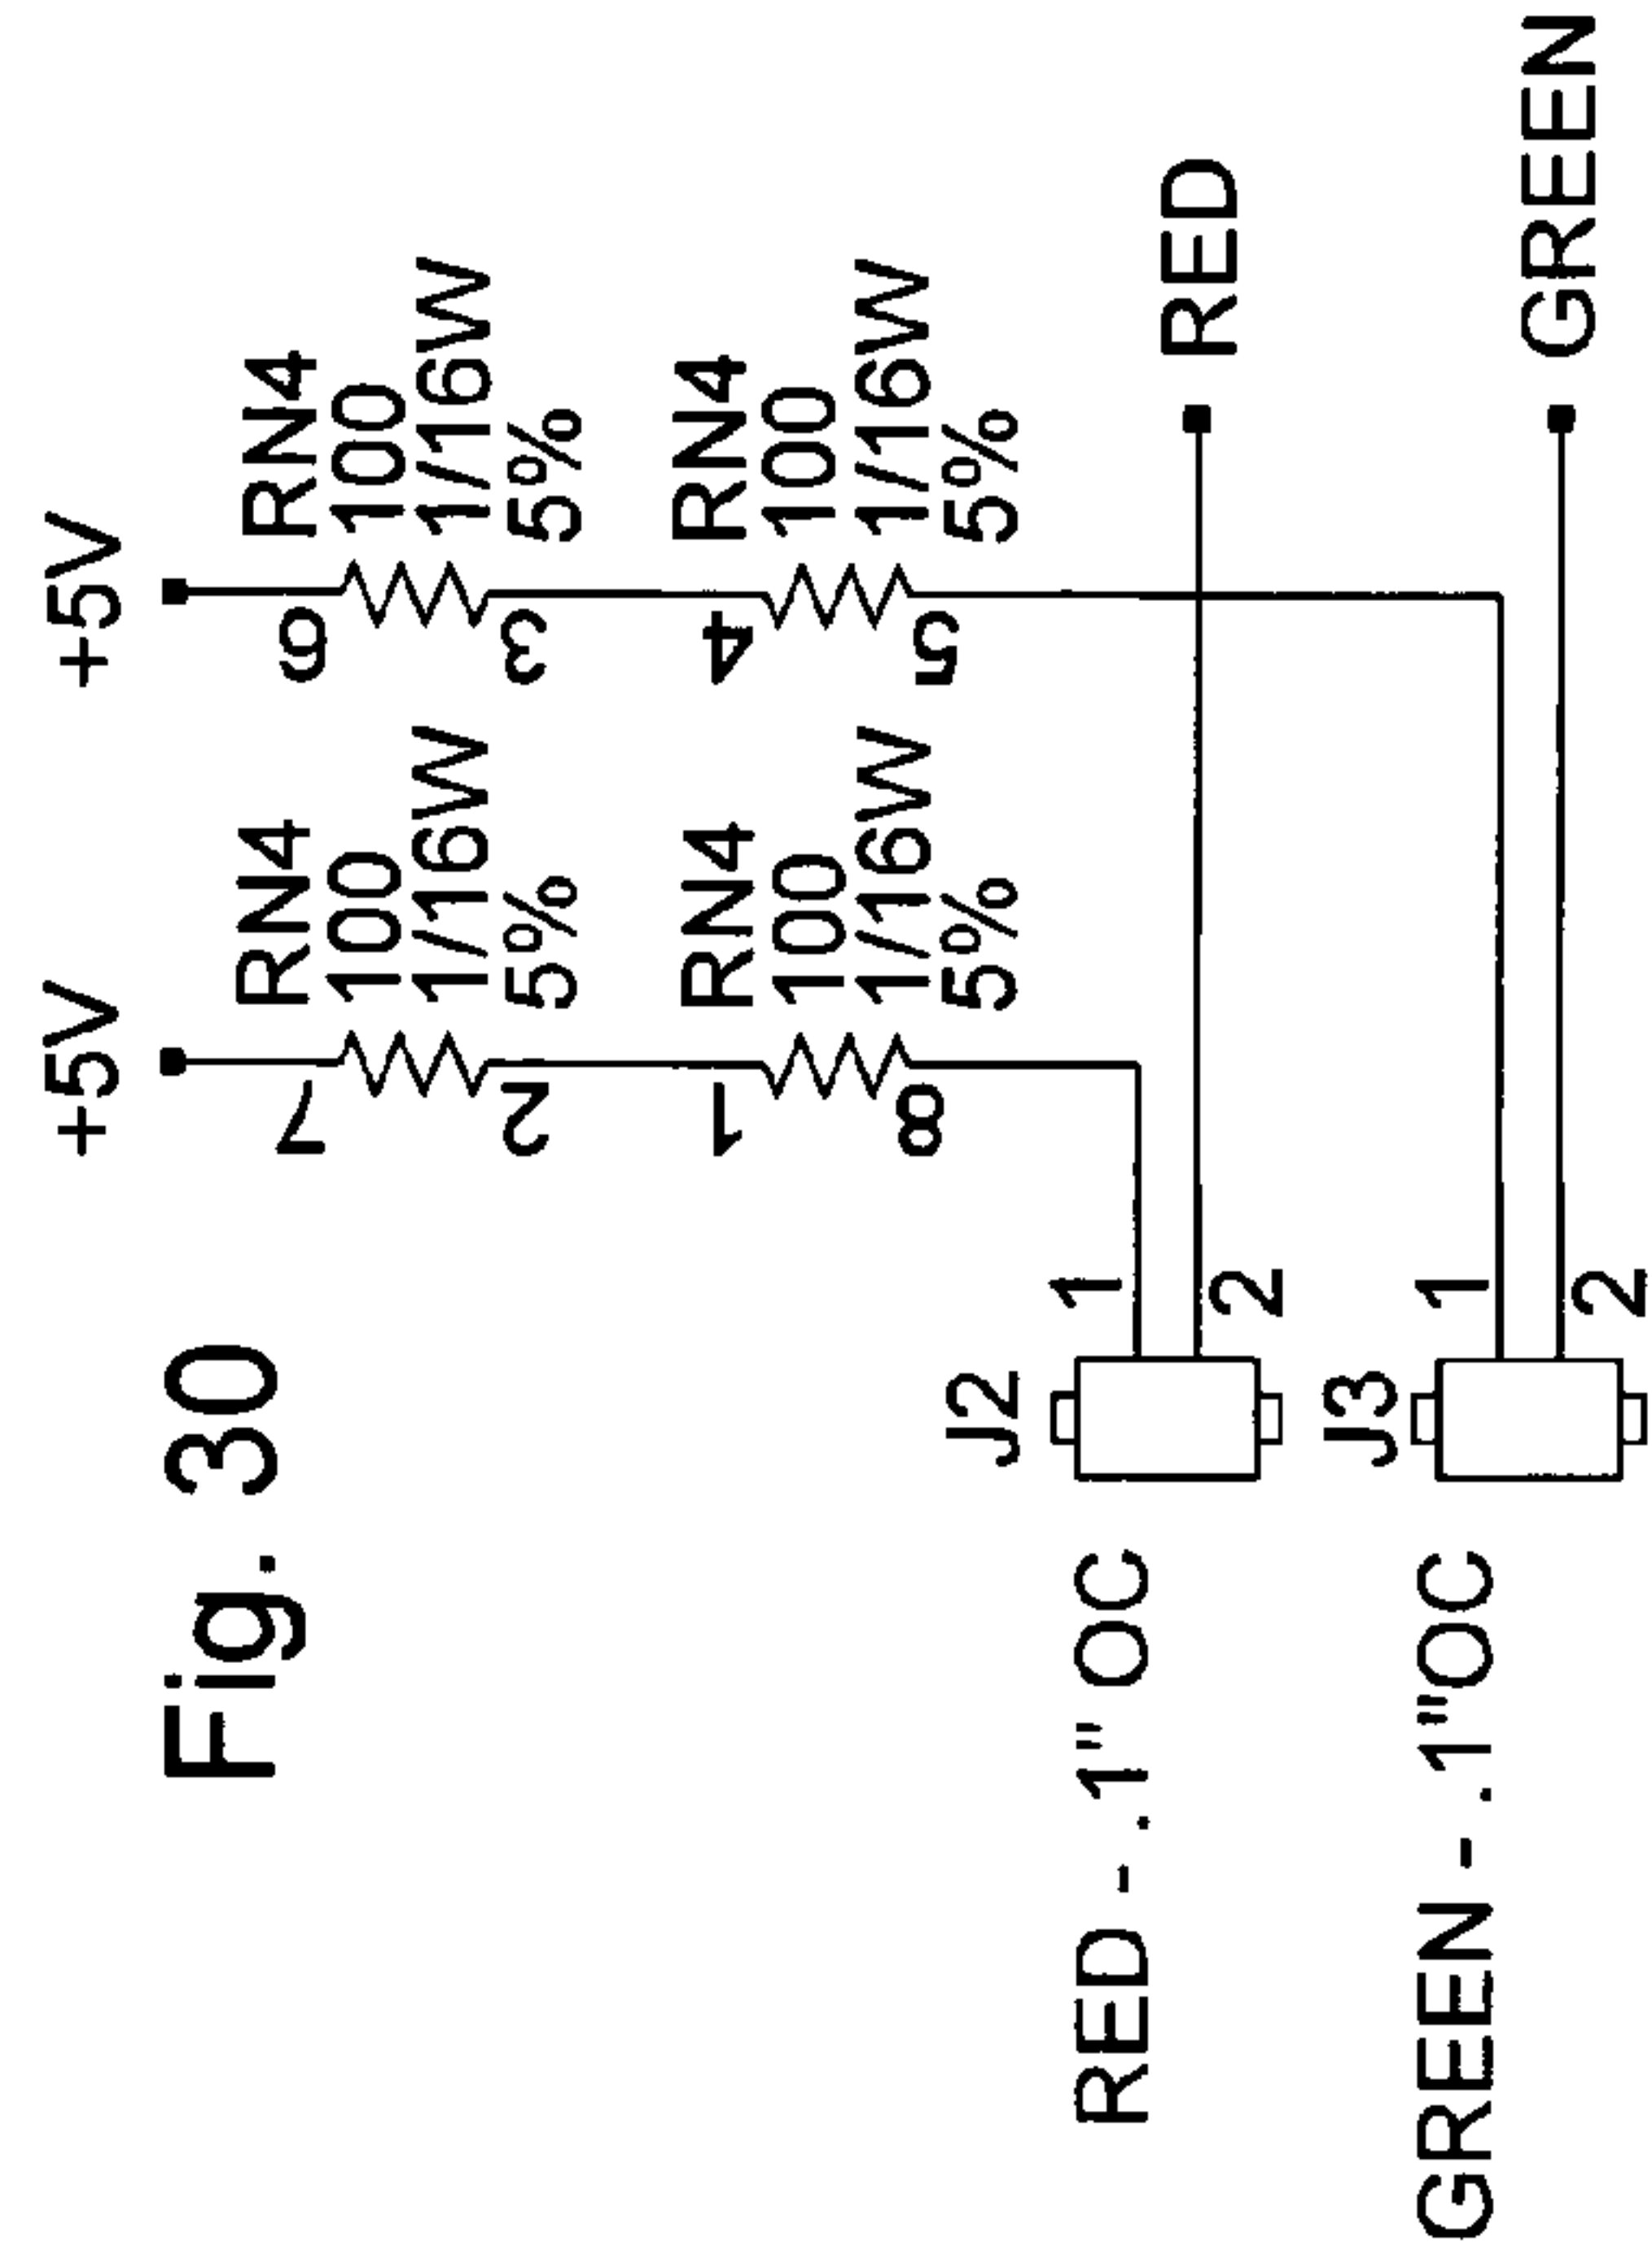 Fig. 30
+5V
+5V
7
RN4
100
1/16W
5%
2
6
RN4
100
1/16W
5%
3
1
RN4
100
1/16W
5%
8
4
RN4
100
1/16W
5%
5
RED - .1" OC
J2
1
2
RED
GREEN - .1"OC
J3
1
2
GREEN